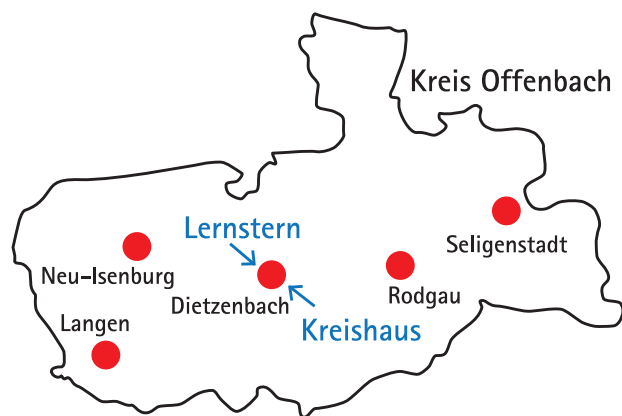 Kreis Offenbach
Lernstern
Seligenstadt
Neu-Isenburg
Dietzenbach
Rodgau
Langen
Kreishaus